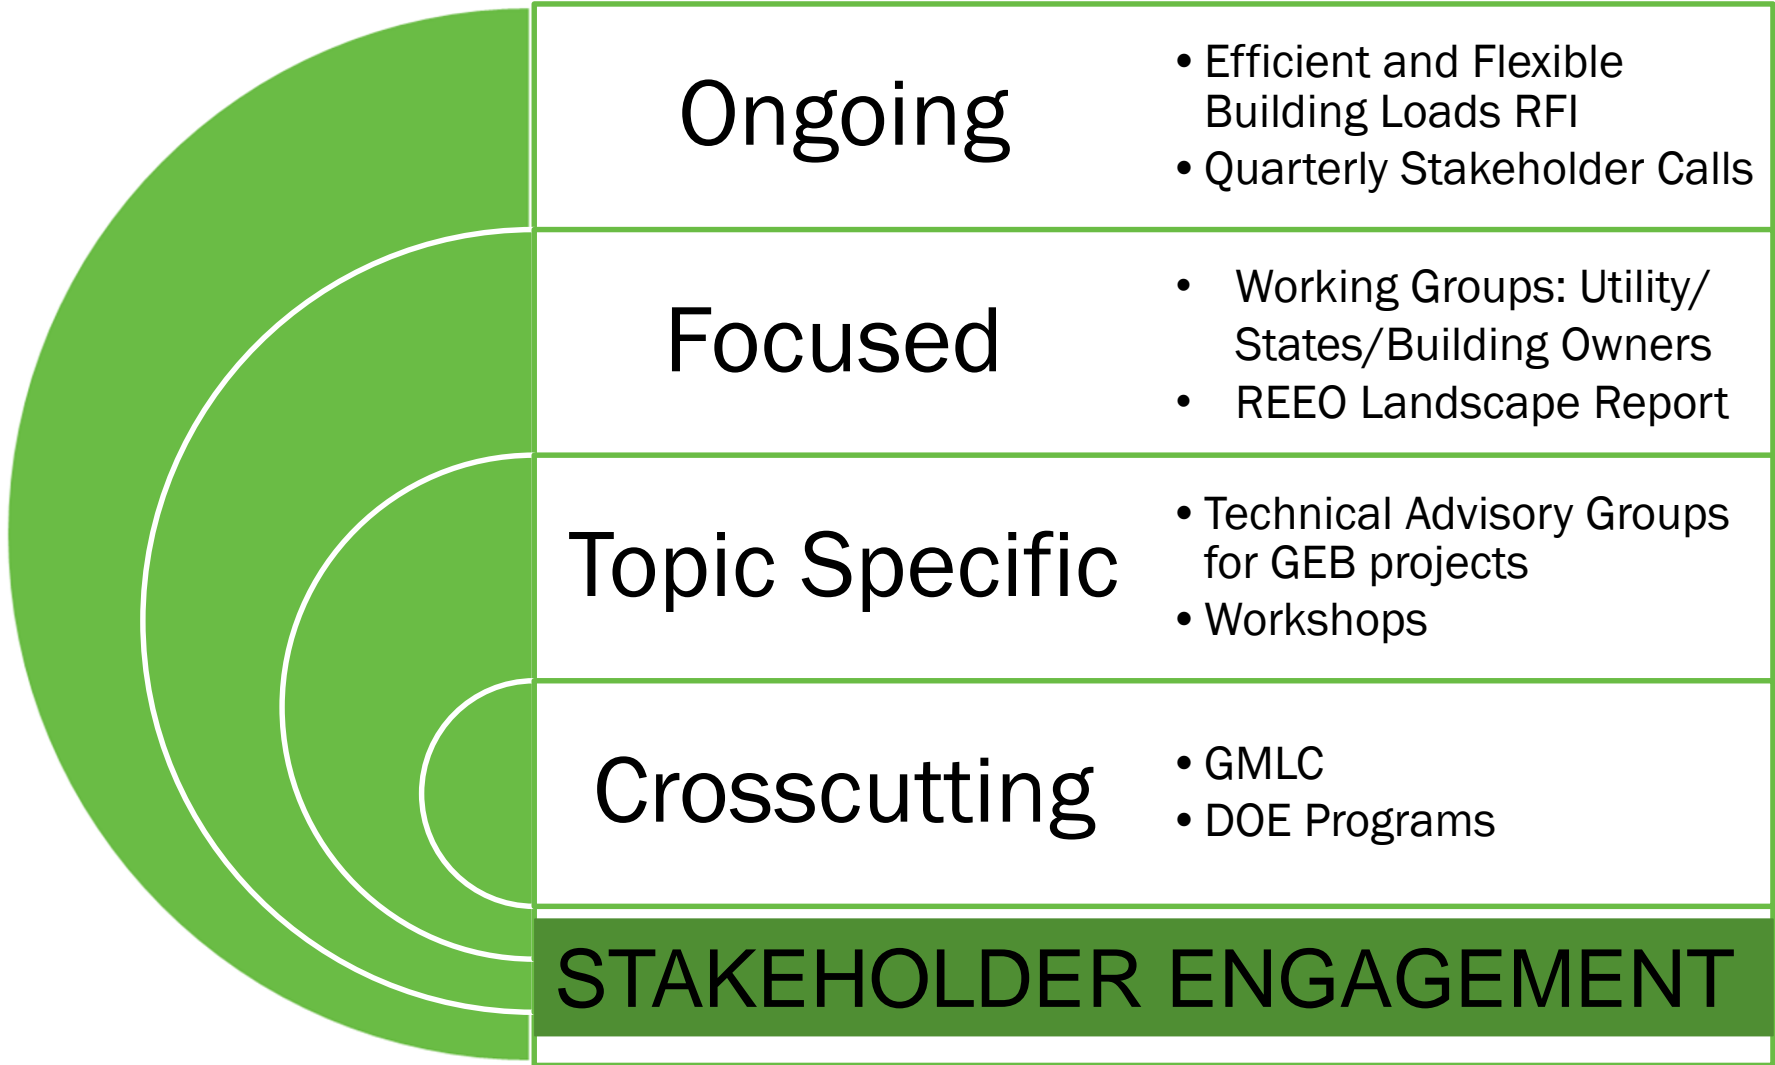 Ongoing
• Efficient and Flexible
Building Loads RFI
• Quarterly Stakeholder Calls
Focused
• Working Groups: Utility/
States/Building Owners
• REEO Landscape Report
Topic Specific
• Technical Advisory Groups
for GEB projects
• Workshops
Crosscutting
• GMLC
• DOE Programs
STAKEHOLDER ENGAGEMENT